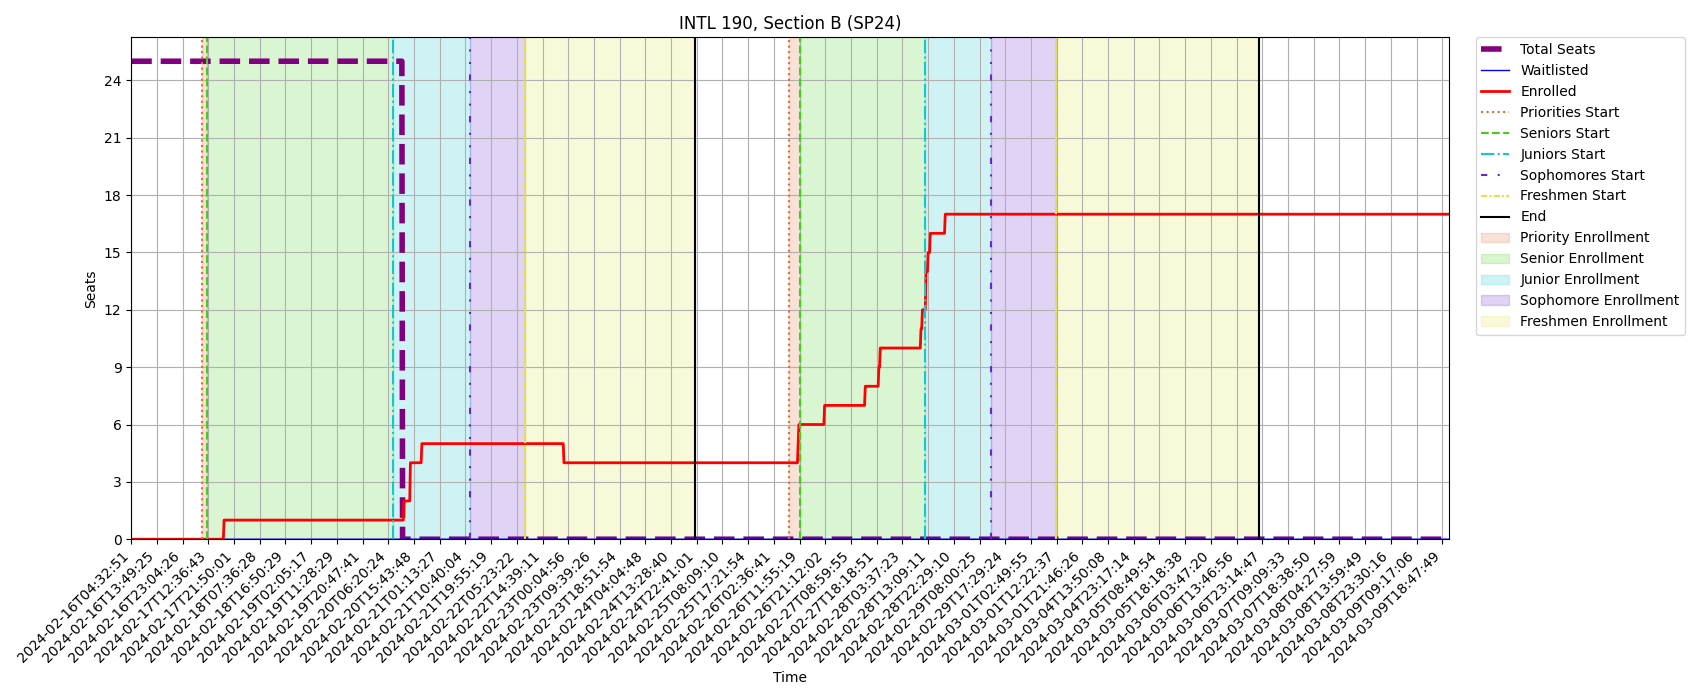 INTL 190, Section B (SP24)
Seats
24
21
18
15
12
9
6
3
0
2024-02-16T04:32:51
2024-02-16T13:49:25
2024-02-16T23:04:26
2024-02-17T12:36:43
2024-02-17T21:50:01
2024-02-18T07:36:28
2024-02-18T16:50:29
2024-02-19T02:05:17
2024-02-19T11:28:29
2024-02-19T20:47:41
2024-02-20T06:20:24
2024-02-20T15:43:48
2024-02-21T01:13:27
2024-02-21T10:40:04
2024-02-21T19:55:19
2024-02-22T05:23:22
2024-02-22T14:39:11
2024-02-23T00:04:56
2024-02-23T09:39:26
2024-02-23T18:51:54
2024-02-24T04:04:48
2024-02-24T13:28:40
2024-02-24T22:41:01
2024-02-25T08:09:10
2024-02-25T17:21:54
2024-02-26T02:36:41
2024-02-26T11:55:19
2024-02-26T21:12:02
2024-02-27T08:59:55
2024-02-27T18:18:51
2024-02-28T03:37:23
2024-02-28T13:09:11
2024-02-28T22:29:10
2024-02-29T08:00:25
2024-02-29T17:29:24
2024-03-01T02:49:55
2024-03-01T12:22:37
2024-03-01T21:46:26
2024-03-04T13:50:08
2024-03-04T23:17:14
2024-03-05T08:49:54
2024-03-05T18:18:38
2024-03-06T03:47:20
2024-03-06T13:46:56
2024-03-06T23:14:47
2024-03-07T09:09:33
2024-03-07T18:38:50
2024-03-08T04:27:59
2024-03-08T13:59:49
2024-03-08T23:30:16
2024-03-09T09:17:06
2024-03-09T18:47:49
Time
Total Seats
Waitlisted
Enrolled
Priorities Start
Seniors Start
Juniors Start
Sophomores Start
Freshmen Start
End
Priority Enrollment
Senior Enrollment
Junior Enrollment
Sophomore Enrollment
Freshmen Enrollment